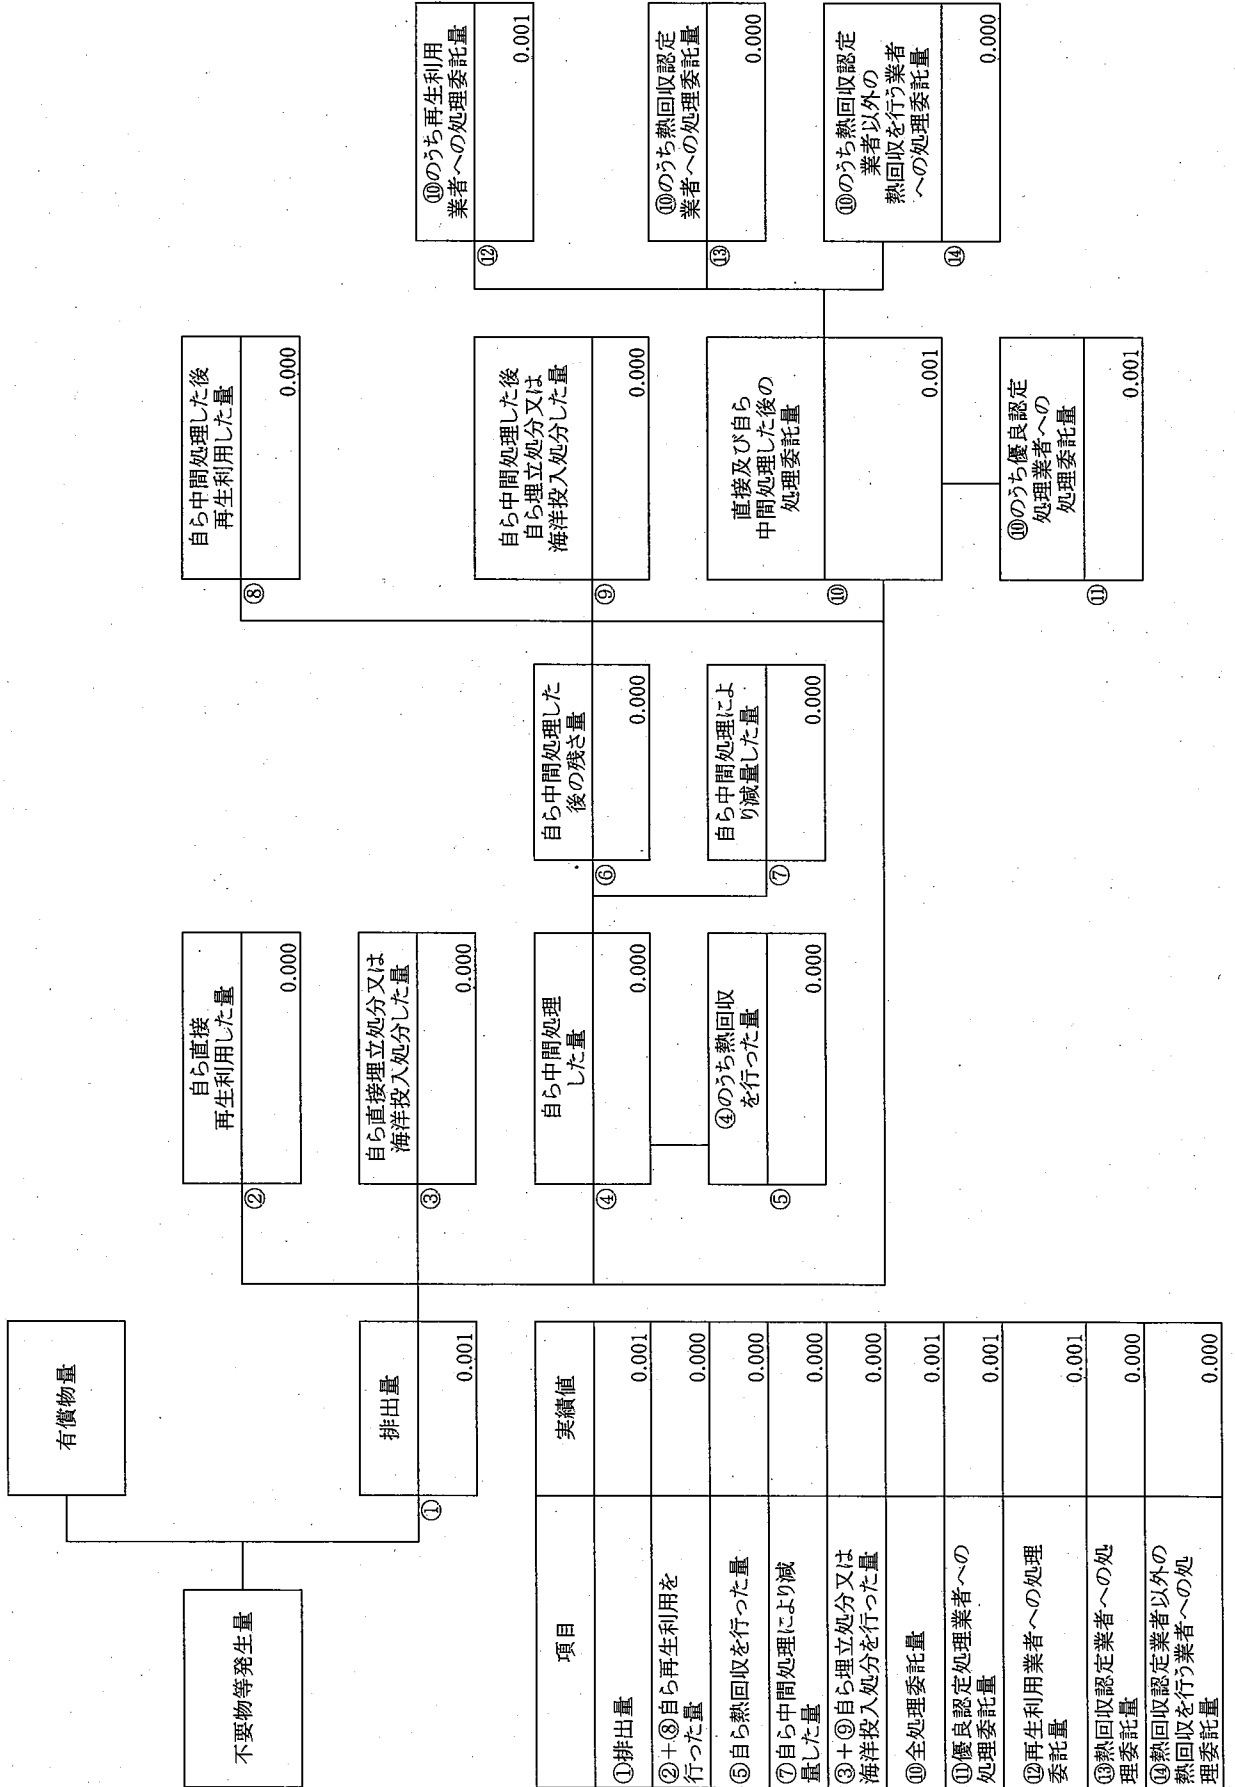 有償物量
不要物等発生量
排出量
①
0.001
自ら直接
再生利用した量
②
0.000
自ら直接埋立処分又は
海洋投入処分した量
③
0.000
自ら中間処理
した量
④
0.000
④のうち熱回収
を行った量
⑤
0.000
自ら中間処理した
後の残さ量
⑥
0.000
自ら中間処理によ
り減量した量
⑦
0.000
自ら中間処理した後
再生利用した量
⑧
0.000
自ら中間処理した後
自ら埋立処分又は
海洋投入処分した量
⑨
0.000
直接及び自ら
中間処理した後の
処理委託量
⑩
0.001
⑩のうち優良認定
処理業者への
処理委託量
⑪
0.001
⑩のうち再生利用
業者への処理委託量
⑫
0.001
⑩のうち熱回収認定
業者への処理委託量
⑬
0.000
⑩のうち熱回収認定
業者以外の
熱回収を行う業者
への処理委託量
⑭
0.000
項目 実績値
①排出量 0.001
②+⑧自ら再生利用を
行った量 0.000
⑤自ら熱回収を行った量 0.000
⑦自ら中間処理により減
量した量 0.000
③+⑨自ら埋立処分又は
海洋投入処分を行った量 0.000
⑩全処理委託量 0.001
⑪優良認定処理業者への
処理委託量 0.001
⑫再生利用業者への処理
委託量 0.001
⑬熱回収認定業者への処
理委託量 0.000
⑭熱回収認定業者以外の
熱回収を行う業者への処
理委託量 0.000